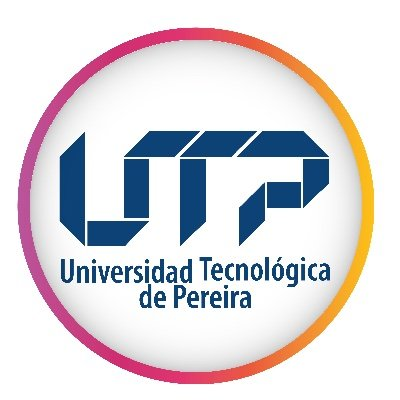 UTP
Universidad Tecnológica
de Pereira